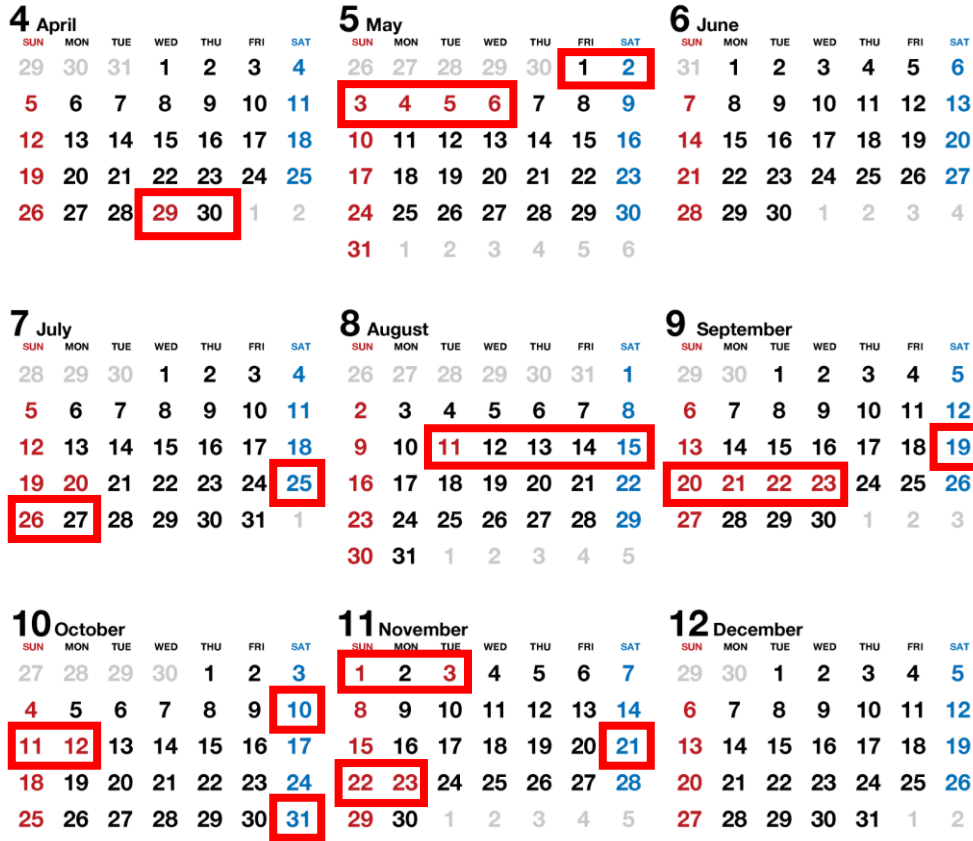 4 April
SUN MON TUE WED THU FRI SAT
29 30 31 1 2 3 4
5 6 7 8 9 10 11
12 13 14 15 16 17 18
19 20 21 22 23 24 25
26 27 28 29 30 1 2
5 May
SUN MON TUE WED THU FRI SAT
26 27 28 29 30 1 2
3 4 5 6 7 8 9
10 11 12 13 14 15 16
17 18 19 20 21 22 23
24 25 26 27 28 29 30
31 1 2 3 4 5 6
6 June
SUN MON TUE WED THU FRI SAT
31 1 2 3 4 5 6
7 8 9 10 11 12 13
14 15 16 17 18 19 20
21 22 23 24 25 26 27
28 29 30 1 2 3 4
7 July
SUN MON TUE WED THU FRI SAT
28 29 30 1 2 3 4
5 6 7 8 9 10 11
12 13 14 15 16 17 18
19 20 21 22 23 24 25
26 27 28 29 30 31 1
8 August
SUN MON TUE WED THU FRI SAT
26 27 28 29 30 31 1
2 3 4 5 6 7 8
9 10 11 12 13 14 15
16 17 18 19 20 21 22
23 24 25 26 27 28 29
30 31 1 2 3 4 5
9 September
SUN MON TUE WED THU FRI SAT
29 30 1 2 3 4 5
6 7 8 9 10 11 12
13 14 15 16 17 18 19
20 21 22 23 24 25 26
27 28 29 30 1 2 3
10 October
SUN MON TUE WED THU FRI SAT
27 28 29 30 1 2 3
4 5 6 7 8 9 10
11 12 13 14 15 16 17
18 19 20 21 22 23 24
25 26 27 28 29 30 31
11 November
SUN MON TUE WED THU FRI SAT
1 2 3 4 5 6 7
8 9 10 11 12 13 14
15 16 17 18 19 20 21
22 23 24 25 26 27 28
29 30 1 2 3 4 5
12 December
SUN MON TUE WED THU FRI SAT
29 30 1 2 3 4 5
6 7 8 9 10 11 12
13 14 15 16 17 18 19
20 21 22 23 24 25 26
27 28 29 30 31 1 2